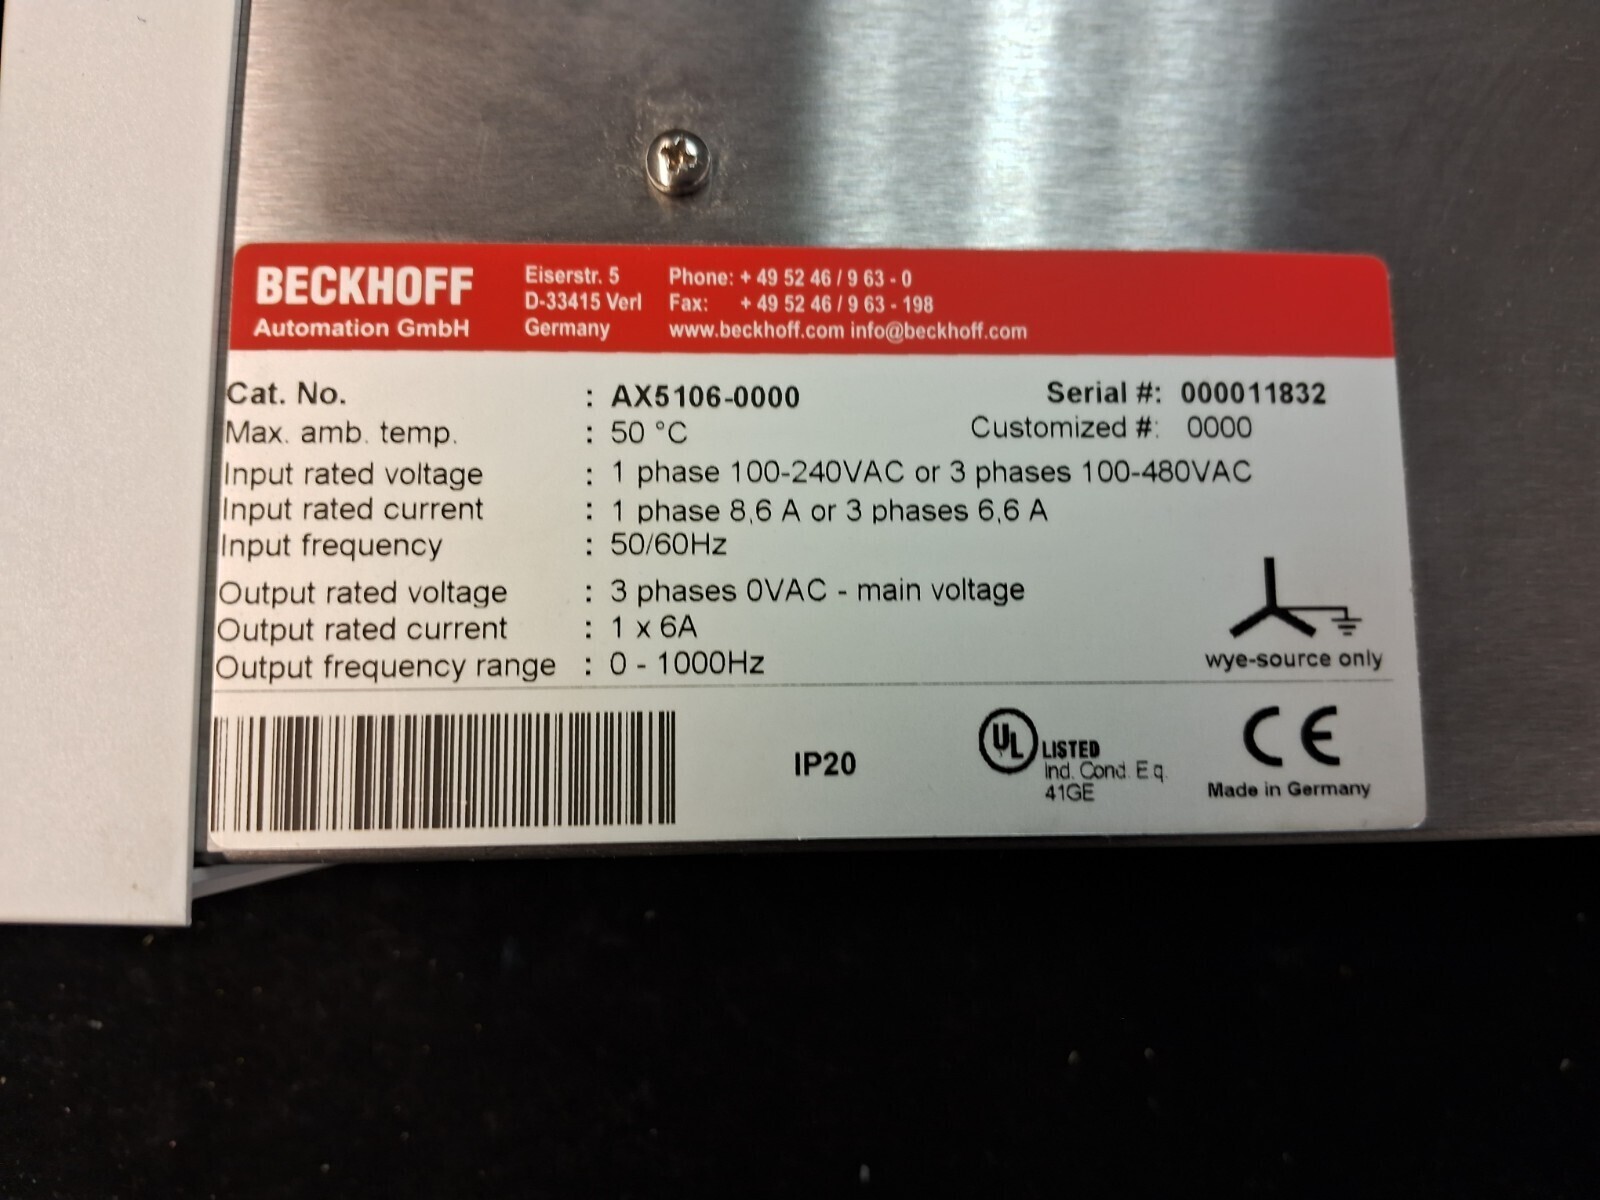 BECKHOFF
Automation GmbH
Eiserstr. 5
D-33415 Verl
Germany
Phone: + 49 52 46 / 9 63 - 0
Fax: + 49 52 46 / 9 63 - 198
www.beckhoff.com info@beckhoff.com
Cat. No. : AX5106-0000 Serial #: 000011832
Max. amb. temp. : 50 °C Customized #: 0000
Input rated voltage : 1 phase 100-240VAC or 3 phases 100-480VAC
Input rated current : 1 phase 8,6 A or 3 phases 6,6 A
Input frequency : 50/60Hz
Output rated voltage : 3 phases 0VAC - main voltage
Output rated current : 1 x 6A
Output frequency range : 0 - 1000Hz
wye-source only
IP20
UL LISTED
Ind. Cond. Eq.
41GE
CE
Made in Germany